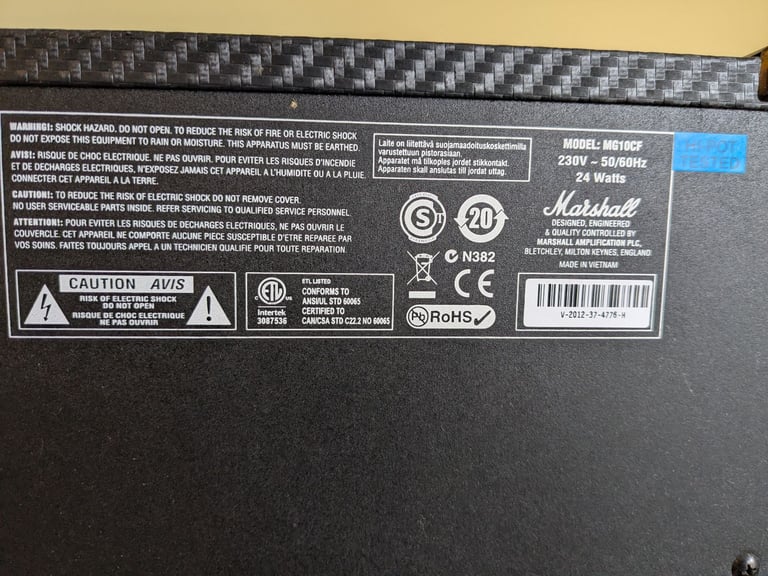 WARNING!: SHOCK HAZARD. DO NOT OPEN. TO REDUCE THE RISK OF FIRE OR ELECTRIC SHOCK
DO NOT EXPOSE THIS EQUIPMENT TO RAIN OR MOISTURE. THIS APPARATUS MUST BE EARTHED.
AVIS!: RISQUE DE CHOC ELECTRIQUE. NE PAS OUVRIR. POUR EVITER LES RISQUES D'INCENDIE
ET DE DECHARGES ELECTRIQUES, N'EXPOSEZ JAMAIS CET APPAREIL A L'HUMIDITE OU A LA PLUIE.
CONNECTER CET APPAREIL A LA TERRE.
CAUTION!: TO REDUCE THE RISK OF ELECTRIC SHOCK DO NOT REMOVE COVER.
NO USER SERVICEABLE PARTS INSIDE. REFER SERVICING TO QUALIFIED SERVICE PERSONNEL
ATTENTION!: POUR EVITER LES RISQUES DE DECHARGES ELECTRIQUES, NE PAS OUVRIR LE
COUVERCLE. CET APPAREIL NE COMPORTE AUCUNE PIECE SUSCEPTIBLE D'ETRE REPAREE PAR
VOS SOINS. FAITES TOUJOURS APPEL A UN TECHNICIEN QUALIFIE POUR TOUTE REPARATION.
CAUTION AVIS
RISK OF ELECTRIC SHOCK
DO NOT OPEN
RISQUE DE CHOC ELECTRIQUE
NE PAS OUVRIR
ETL
US
Intertek
3087536
ETL LISTED
CONFORMS TO
ANSI/UL STD 60065
CERTIFIED TO
CAN/CSA STD C22.2 NO 60065
Laite on liitettävä suojamaadoituskoskettimilla
varustettuun pistorasiaan.
Apparatet må tilkoples jordet stikkontakt.
Apparaten skall anslutas till jordat uttag.
S T
20
N382
CE
Pb RoHS
MODEL: MG10CF
230V ~ 50/60Hz
24 Watts
Marshall
DESIGNED, ENGINEERED
& QUALITY CONTROLLED BY
MARSHALL AMPLIFICATION PLC,
BLETCHLEY, MILTON KEYNES, ENGLAND
MADE IN VIETNAM
V-2012-37-4776-H
HI-POT
TESTED